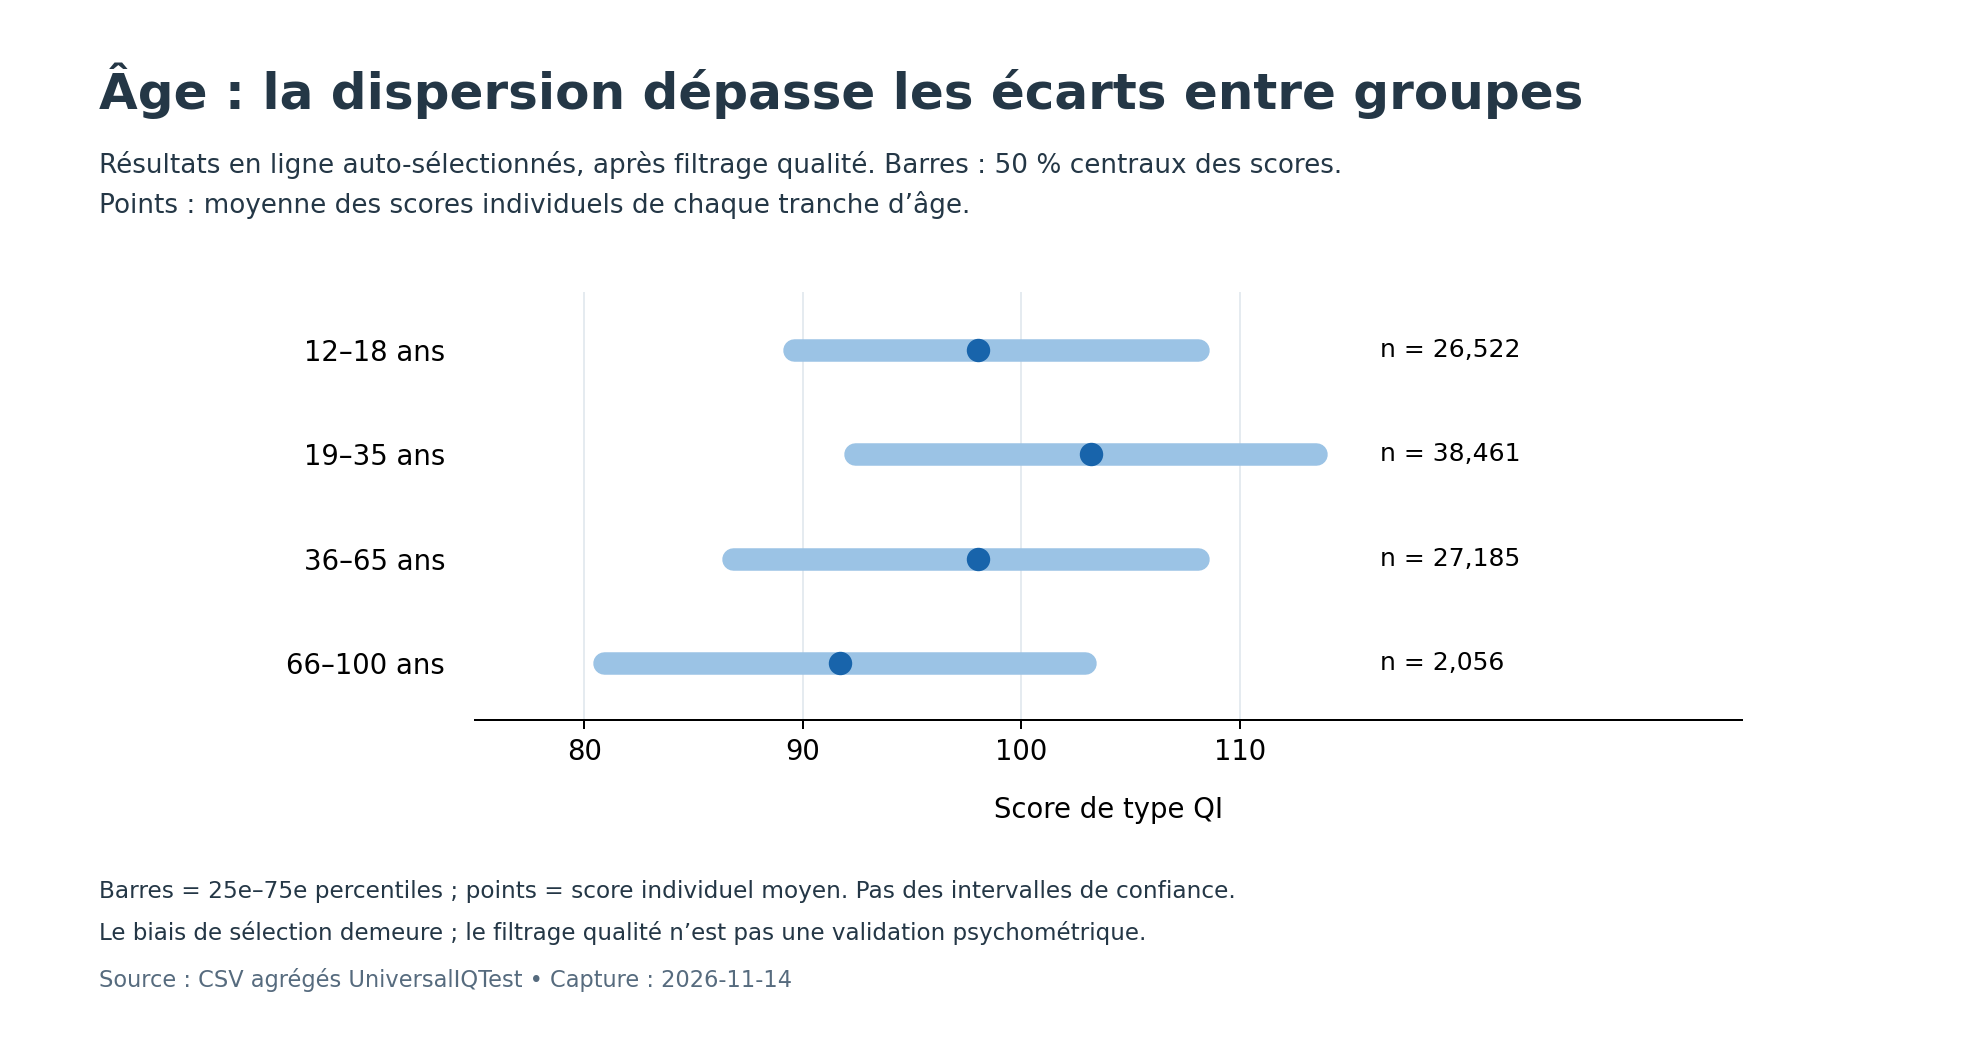 Âge : la dispersion dépasse les écarts entre groupes
Résultats en ligne auto-sélectionnés, après filtrage qualité. Barres : 50 % centraux des scores.
Points : moyenne des scores individuels de chaque tranche d’âge.
12–18 ans
n = 26,522
19–35 ans
n = 38,461
36–65 ans
n = 27,185
66–100 ans
n = 2,056
80
90
100
110
Score de type QI
Barres = 25e–75e percentiles ; points = score individuel moyen. Pas des intervalles de confiance.
Le biais de sélection demeure ; le filtrage qualité n’est pas une validation psychométrique.
Source : CSV agrégés UniversalIQTest • Capture : 2026-11-14